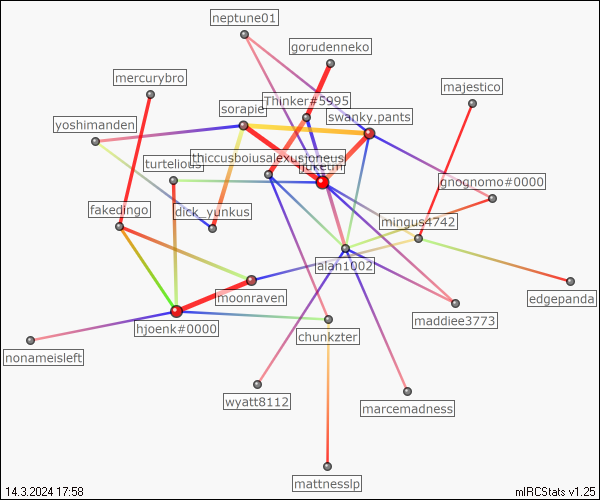 neptune01
gorudenneko
mercurybro
majestico
Thinker#5995
sorapie
swanky.pants
yoshimanden
thiccusboiusalexusjoneus
turtelious
gnognomo#0000
fakedingo
dick_yunkus
mingus4742
alan1002
moonraven
edgepanda
maddiee3773
hjoenk#0000
chunkzter
nonameisleft
wyatt8112
marcemadness
mattnesslp
14.3.2024 17:58
mIRCStats v1.25